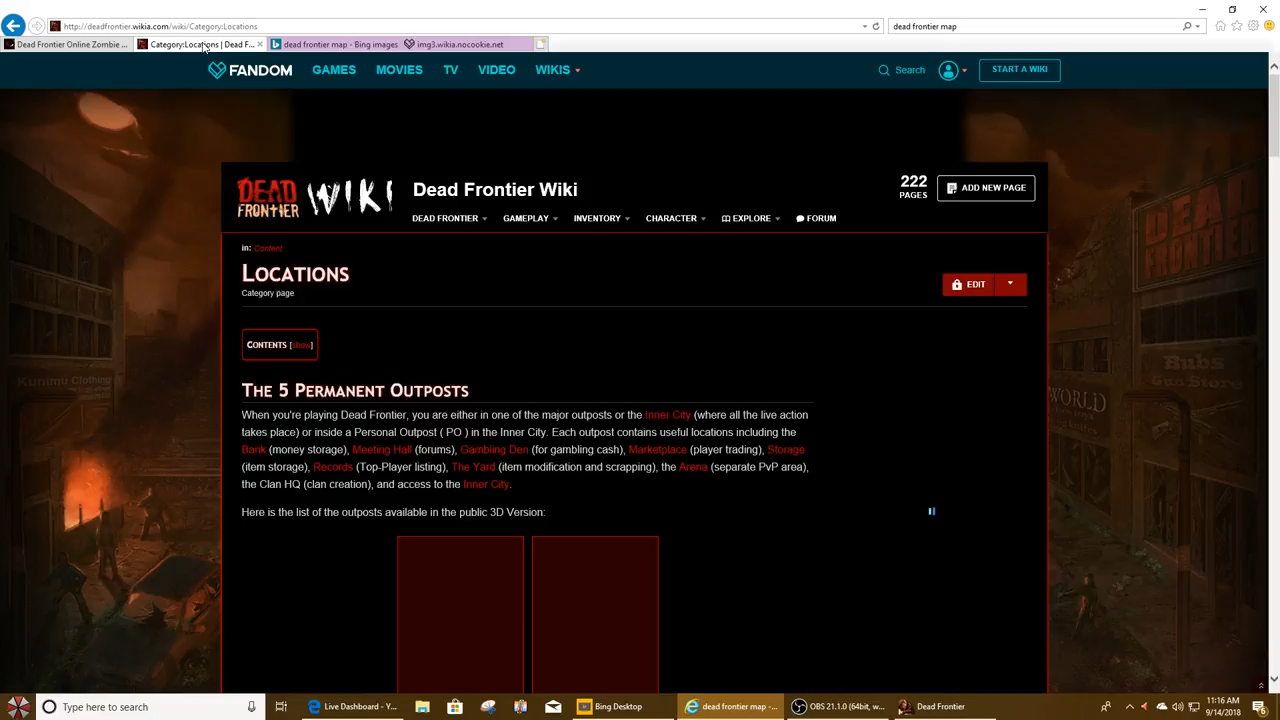 http://deadfrontier.wikia.com/wiki/Category:Locations
dead frontier map
Dead Frontier Online Zombie ...
Category:Locations | Dead F...
dead frontier map - Bing images
img3.wikia.nocookie.net
FANDOM
GAMES
MOVIES
TV
VIDEO
WIKIS
Search
START A WIKI
DEAD FRONTIER WIKI
Dead Frontier Wiki
222
PAGES
ADD NEW PAGE
DEAD FRONTIER
GAMEPLAY
INVENTORY
CHARACTER
EXPLORE
FORUM
in: Content
LOCATIONS
Category page
EDIT
CONTENTS [show]
THE 5 PERMANENT OUTPOSTS
When you're playing Dead Frontier, you are either in one of the major outposts or the Inner City (where all the live action
takes place) or inside a Personal Outpost ( PO ) in the Inner City. Each outpost contains useful locations including the
Bank (money storage), Meeting Hall (forums), Gambling Den (for gambling cash), Marketplace (player trading), Storage
(item storage), Records (Top-Player listing), The Yard (item modification and scrapping), the Arena (separate PvP area),
the Clan HQ (clan creation), and access to the Inner City.
Here is the list of the outposts available in the public 3D Version:
Kunimu Clothing
DEAD FRONTIER
Rubs
Gun Store
WORLD
Type here to search
Live Dashboard - Y...
Bing Desktop
dead frontier map -...
OBS 21.1.0 (64bit, w...
Dead Frontier
11:16 AM
9/14/2018
6